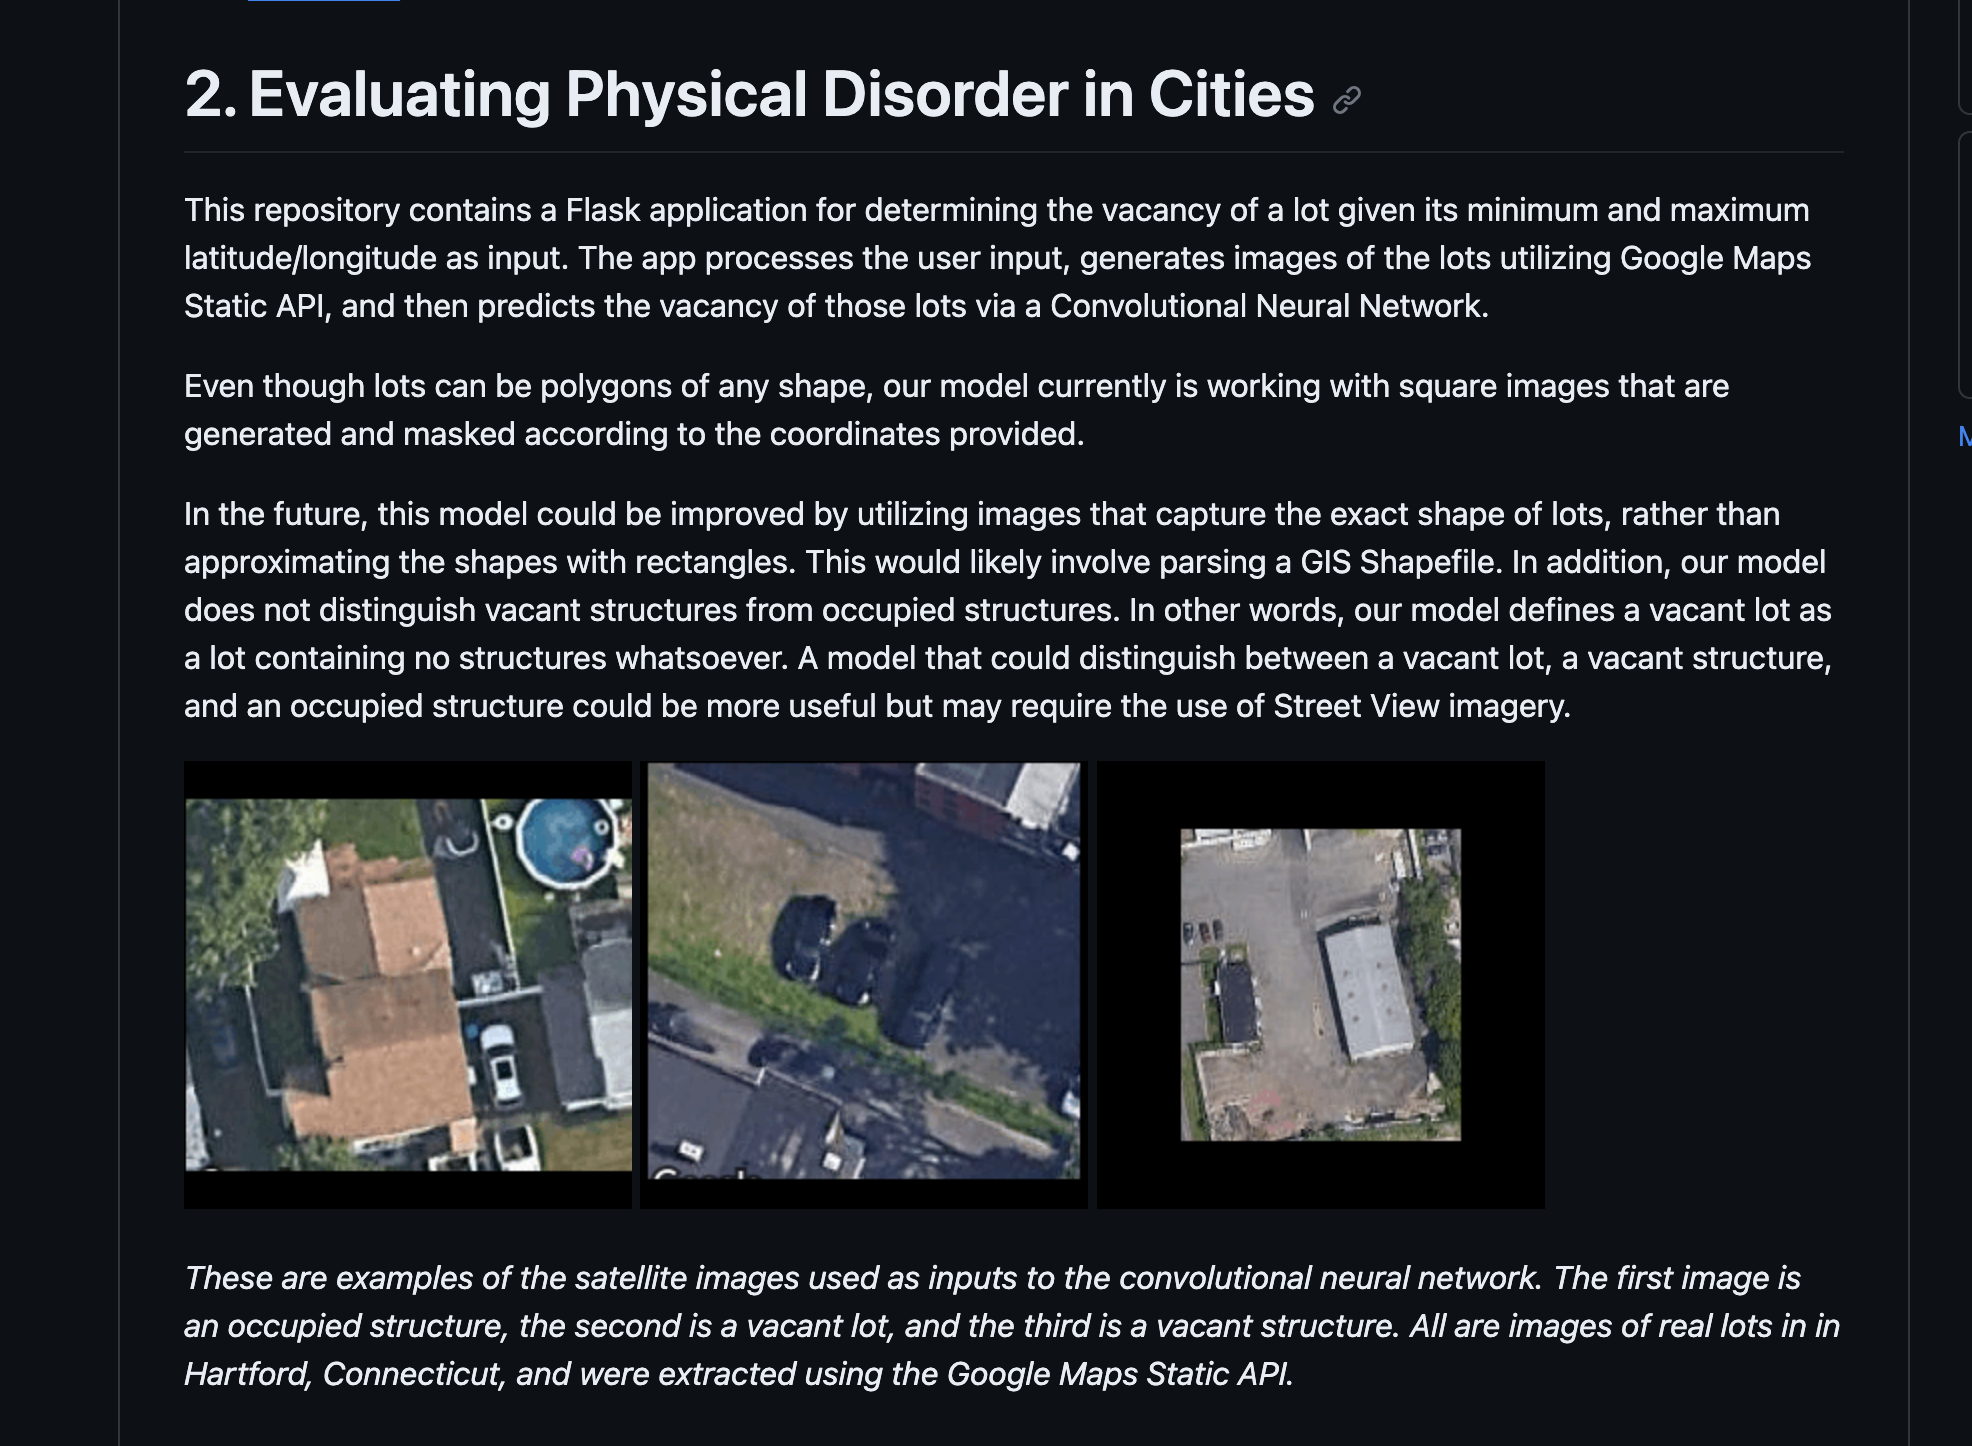 2. Evaluating Physical Disorder in Cities
This repository contains a Flask application for determining the vacancy of a lot given its minimum and maximum
latitude/longitude as input. The app processes the user input, generates images of the lots utilizing Google Maps
Static API, and then predicts the vacancy of those lots via a Convolutional Neural Network.
Even though lots can be polygons of any shape, our model currently is working with square images that are
generated and masked according to the coordinates provided.
In the future, this model could be improved by utilizing images that capture the exact shape of lots, rather than
approximating the shapes with rectangles. This would likely involve parsing a GIS Shapefile. In addition, our model
does not distinguish vacant structures from occupied structures. In other words, our model defines a vacant lot as
a lot containing no structures whatsoever. A model that could distinguish between a vacant lot, a vacant structure,
and an occupied structure could be more useful but may require the use of Street View imagery.
Google
These are examples of the satellite images used as inputs to the convolutional neural network. The first image is
an occupied structure, the second is a vacant lot, and the third is a vacant structure. All are images of real lots in in
Hartford, Connecticut, and were extracted using the Google Maps Static API.